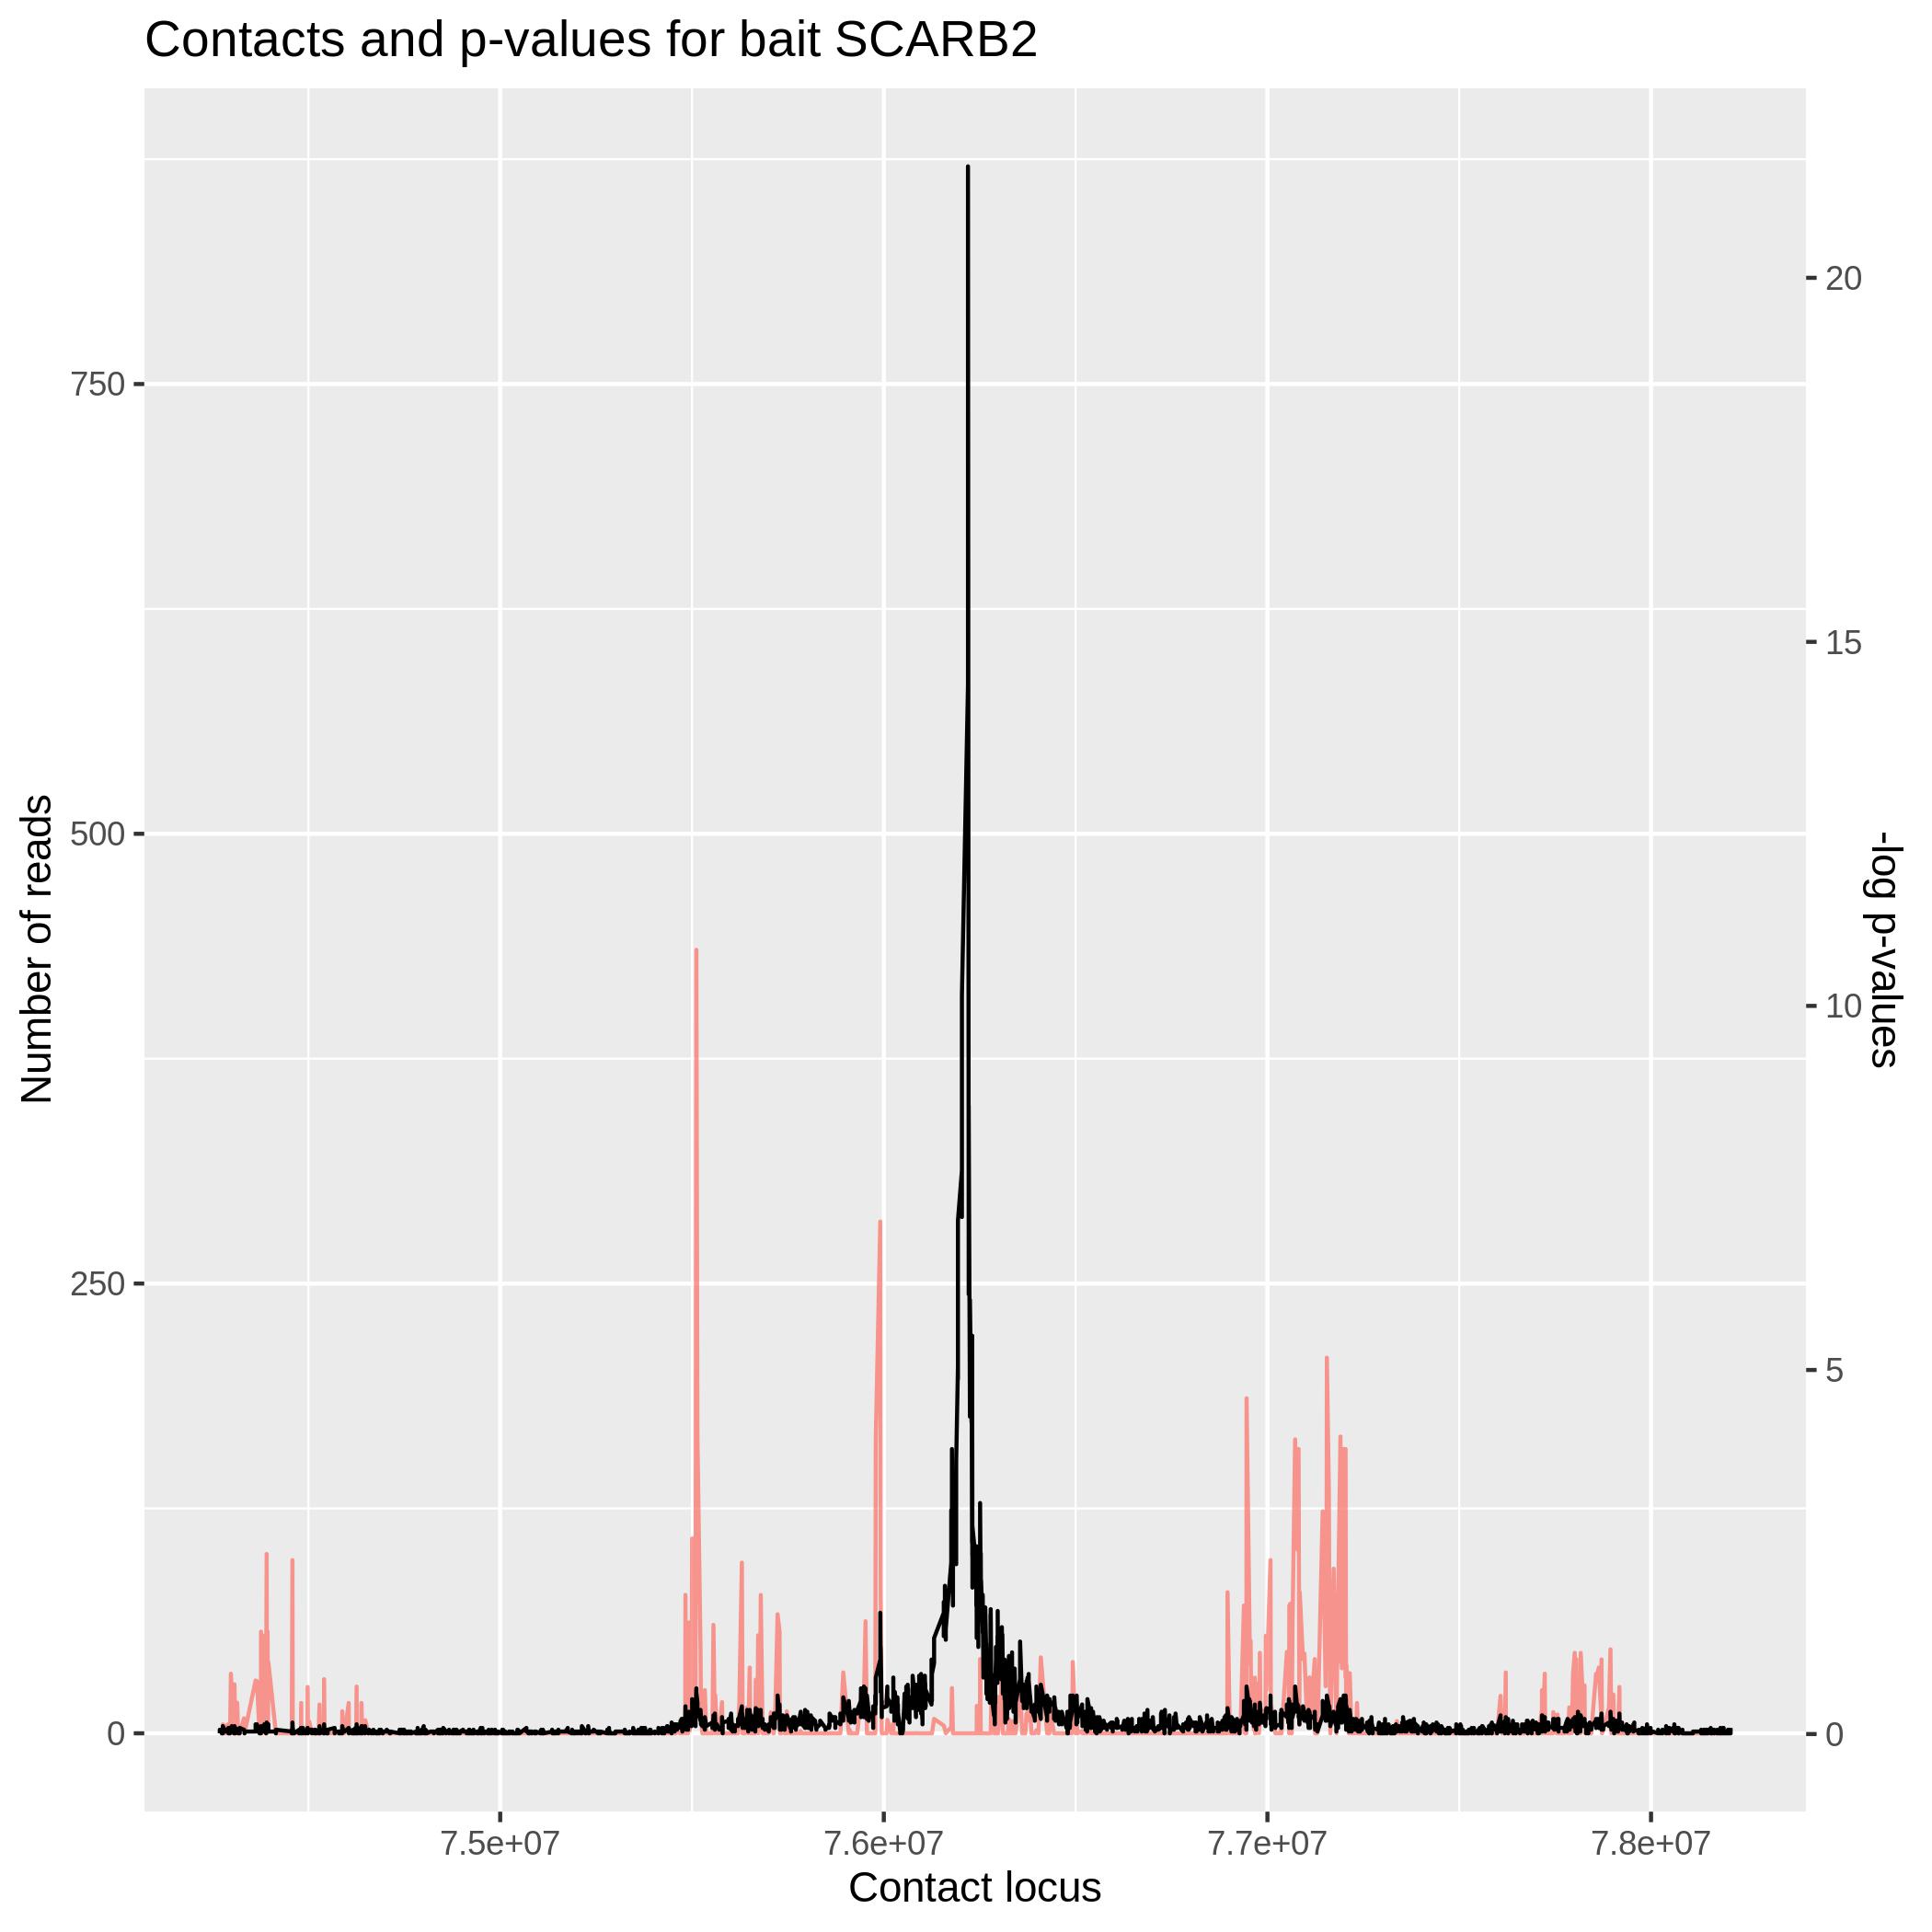 Contacts and p-values for bait SCARB2
750
500
250
0
Number of reads
20
15
10
5
0
-log p-values
7.5e+07
7.6e+07
7.7e+07
7.8e+07
Contact locus